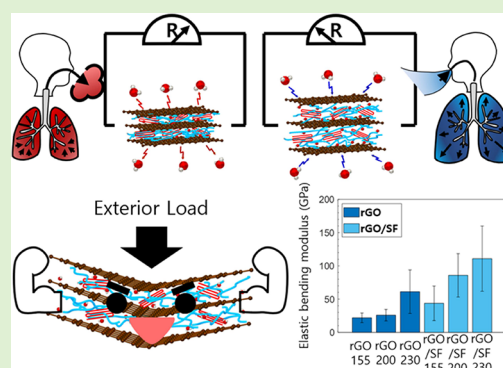 R
R
Exterior Load
Elastic bending modulus (GPa)
200
150
100
50
0
rGO
rGO/SF
rGO rGO rGO rGO rGO rGO
155 200 230 /SF /SF /SF
155 200 230